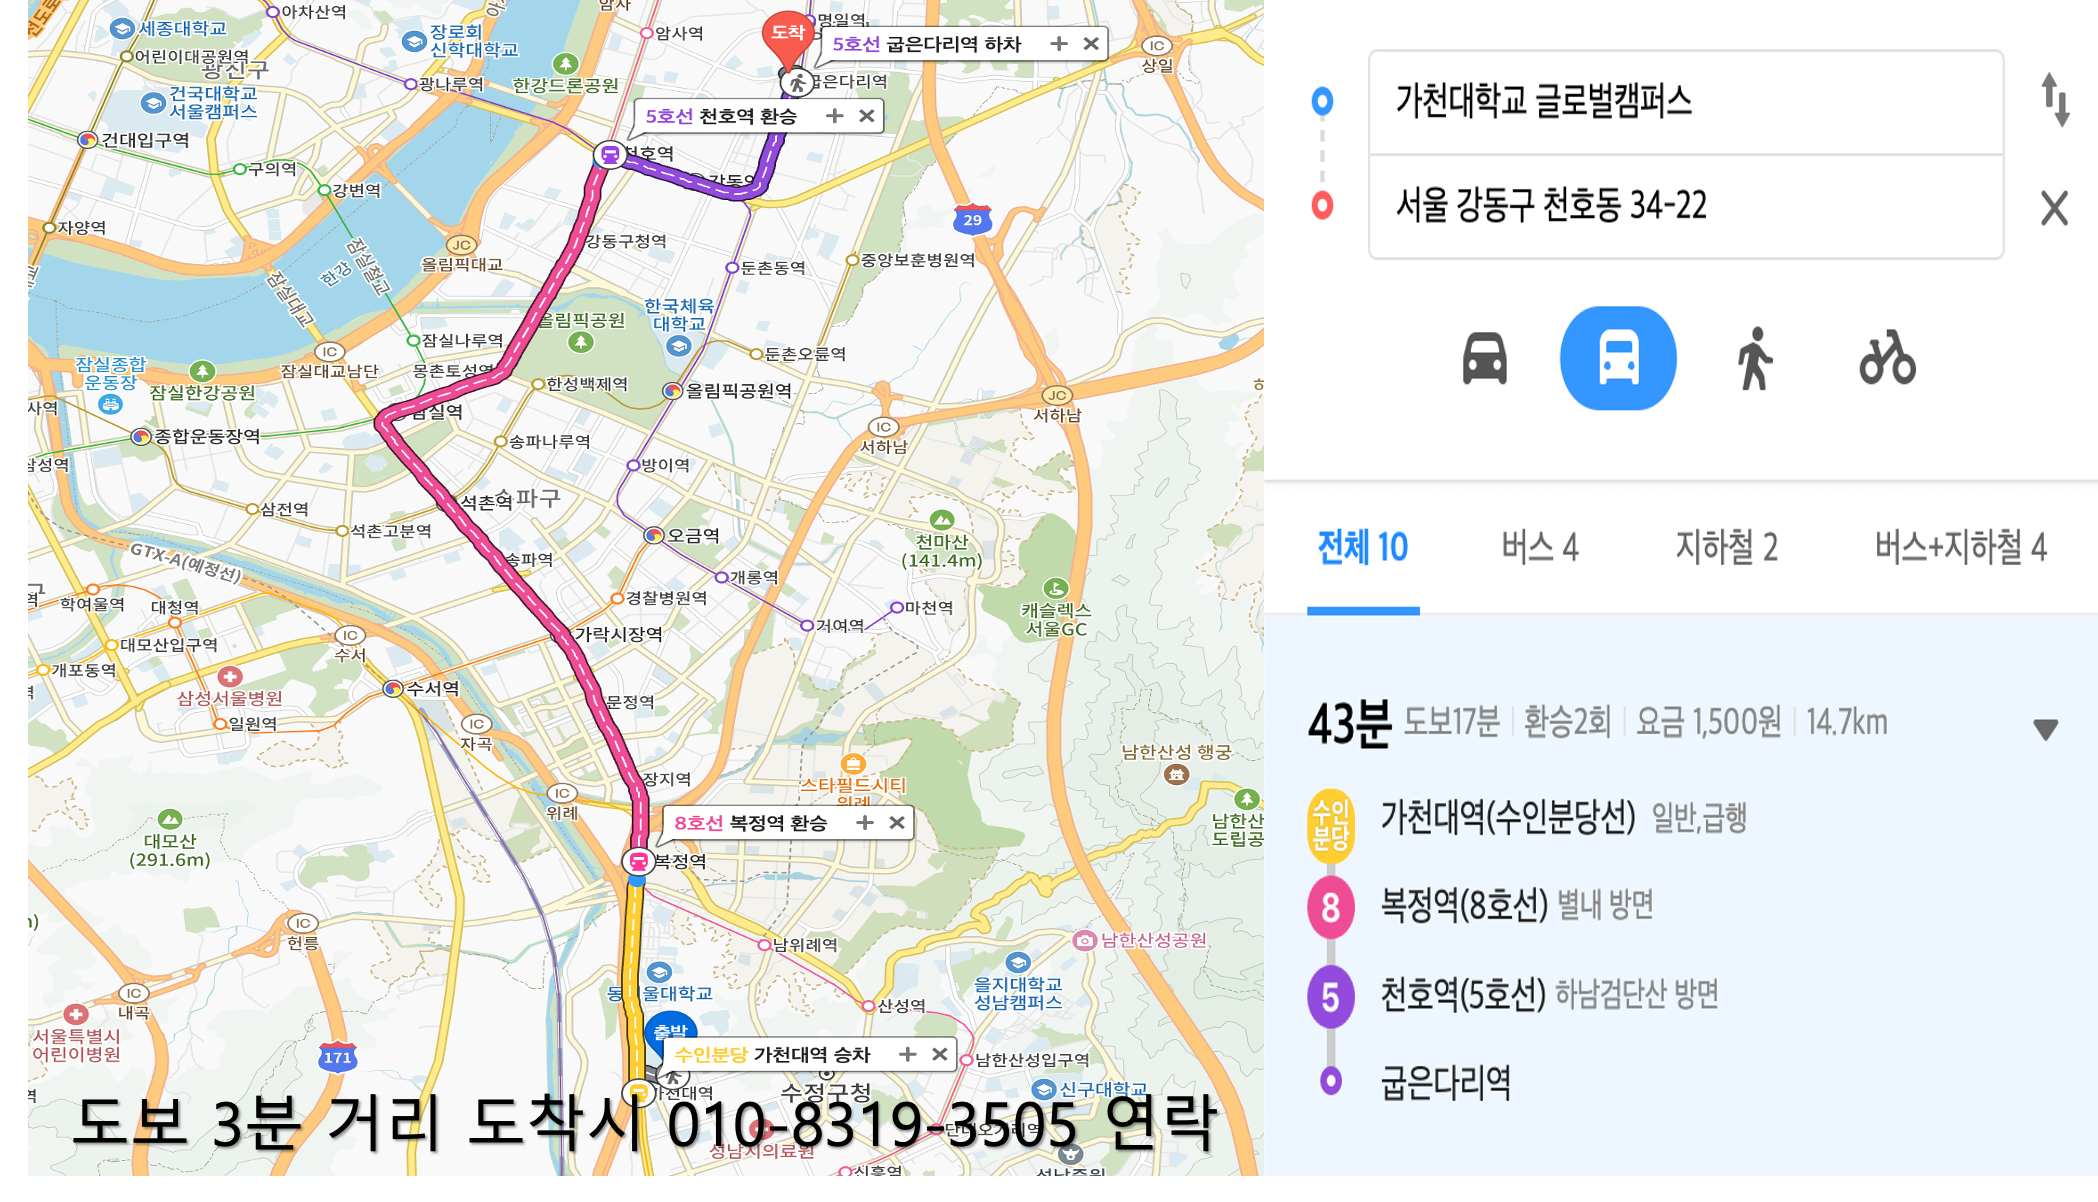 아차산역
암사
명일역
세종대학교
장로회
신학대학교
암사역
도착
5호선 굽은다리역 하차
IC
상일
어린이대공원역
광진구
한강드론공원
광나루역
굽은다리역
건국대학교
서울캠퍼스
5호선 천호역 환승
건대입구역
천호역
구의역
강변역
강동역
자양역
29
JC
올림픽대교
강동구청역
잠실철교
한강
잠실대교
둔촌동역
중앙보훈병원역
한국체육
대학교
올림픽공원
잠실나루역
IC
잠실대교남단
둔촌오륜역
잠실종합
운동장
잠실한강공원
몽촌토성역
한성백제역
올림픽공원역
JC
서하남
IC
서하남
잠실역
종합운동장역
송파나루역
삼성역
방이역
송파구
석촌역
삼전역
석촌고분역
오금역
천마산
(141.4m)
GTX-A(예정선)
송파역
개롱역
경찰병원역
캐슬렉스
서울GC
마천역
거여역
학여울역
대청역
가락시장역
IC
수서
대모산입구역
개포동역
삼성서울병원
수서역
문정역
일원역
IC
자곡
남한산성 행궁
장지역
스타필드시티
위례
IC
위례
대모산
(291.6m)
8호선 복정역 환승
남한산
도립공
복정역
IC
헌릉
남위례역
남한산성공원
을지대학교
성남캠퍼스
IC
내곡
산성역
서울특별시
어린이병원
출발
171
수인분당 가천대역 승차
남한산성입구역
가천대역
수정구청
신구대학교
도보 3분 거리 도착시 010-8319-3505 연락
단대오거리역
성남시의료원
신흥역
가천대학교 글로벌캠퍼스
서울 강동구 천호동 34-22
전체 10
버스 4
지하철 2
버스+지하철 4
43분 도보17분 환승2회 요금 1,500원 14.7km
수인
분당
가천대역(수인분당선) 일반,급행
8 복정역(8호선) 별내 방면
5 천호역(5호선) 하남검단산 방면
굽은다리역